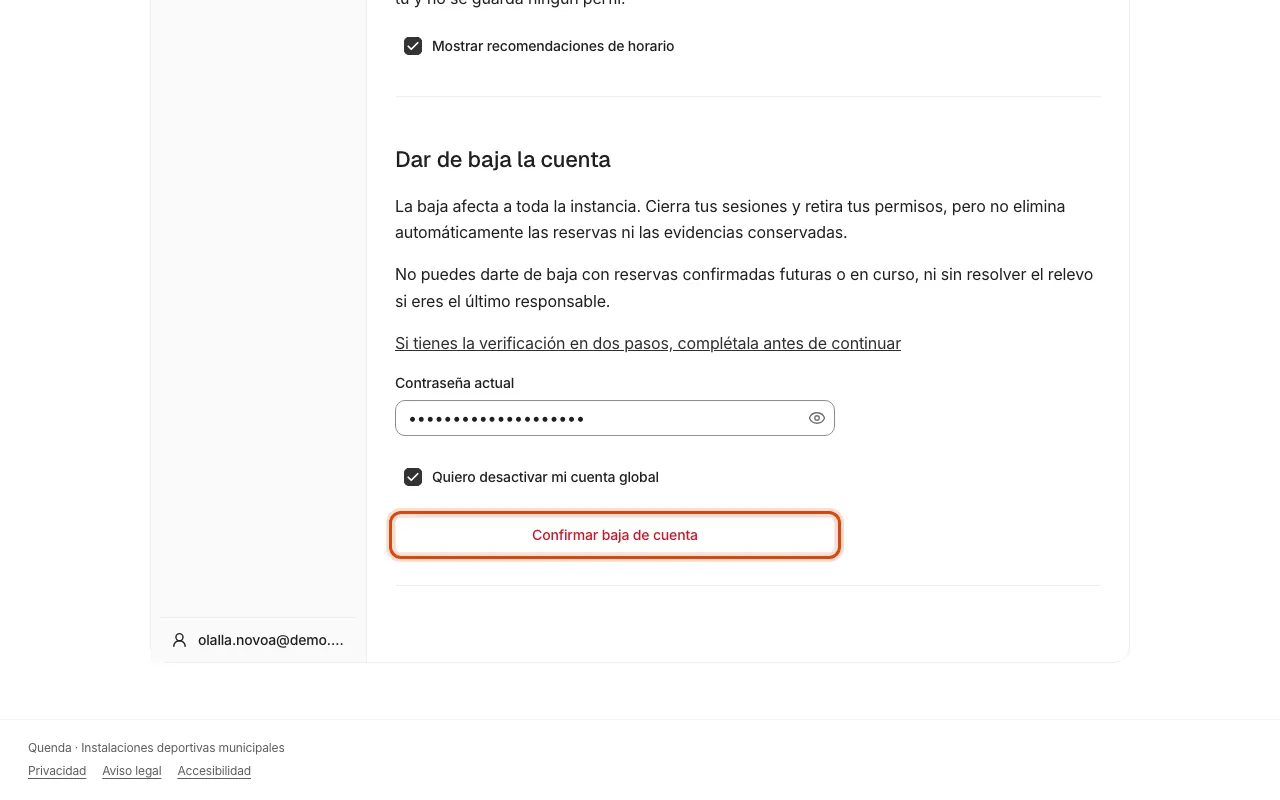 Mostrar recomendaciones de horario
Dar de baja la cuenta
La baja afecta a toda la instancia. Cierra tus sesiones y retira tus permisos, pero no elimina
automáticamente las reservas ni las evidencias conservadas.
No puedes darte de baja con reservas confirmadas futuras o en curso, ni sin resolver el relevo
si eres el último responsable.
Si tienes la verificación en dos pasos, complétala antes de continuar
Contraseña actual
••••••••••••••••••••
Quiero desactivar mi cuenta global
Confirmar baja de cuenta
olalla.novoa@demo....
Quenda · Instalaciones deportivas municipales
Privacidad Aviso legal Accesibilidad